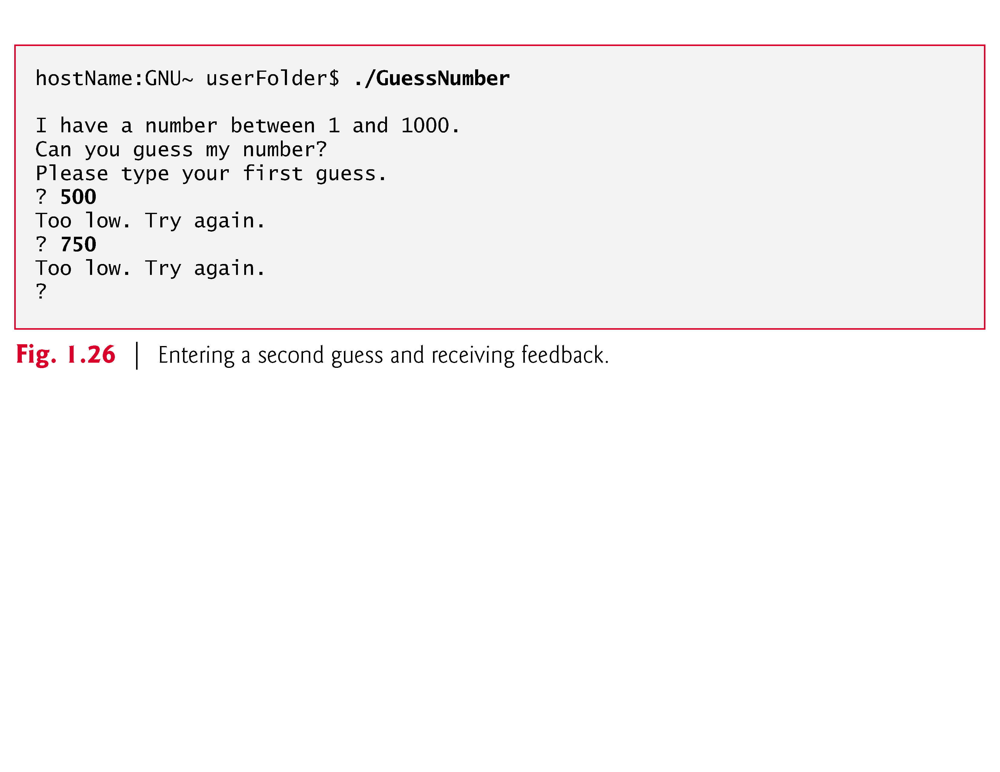 hostName:GNU~ userFolder$ ./GuessNumber
I have a number between 1 and 1000.
Can you guess my number?
Please type your first guess.
? 500
Too low. Try again.
? 750
Too low. Try again.
?
Fig. 1.26 | Entering a second guess and receiving feedback.